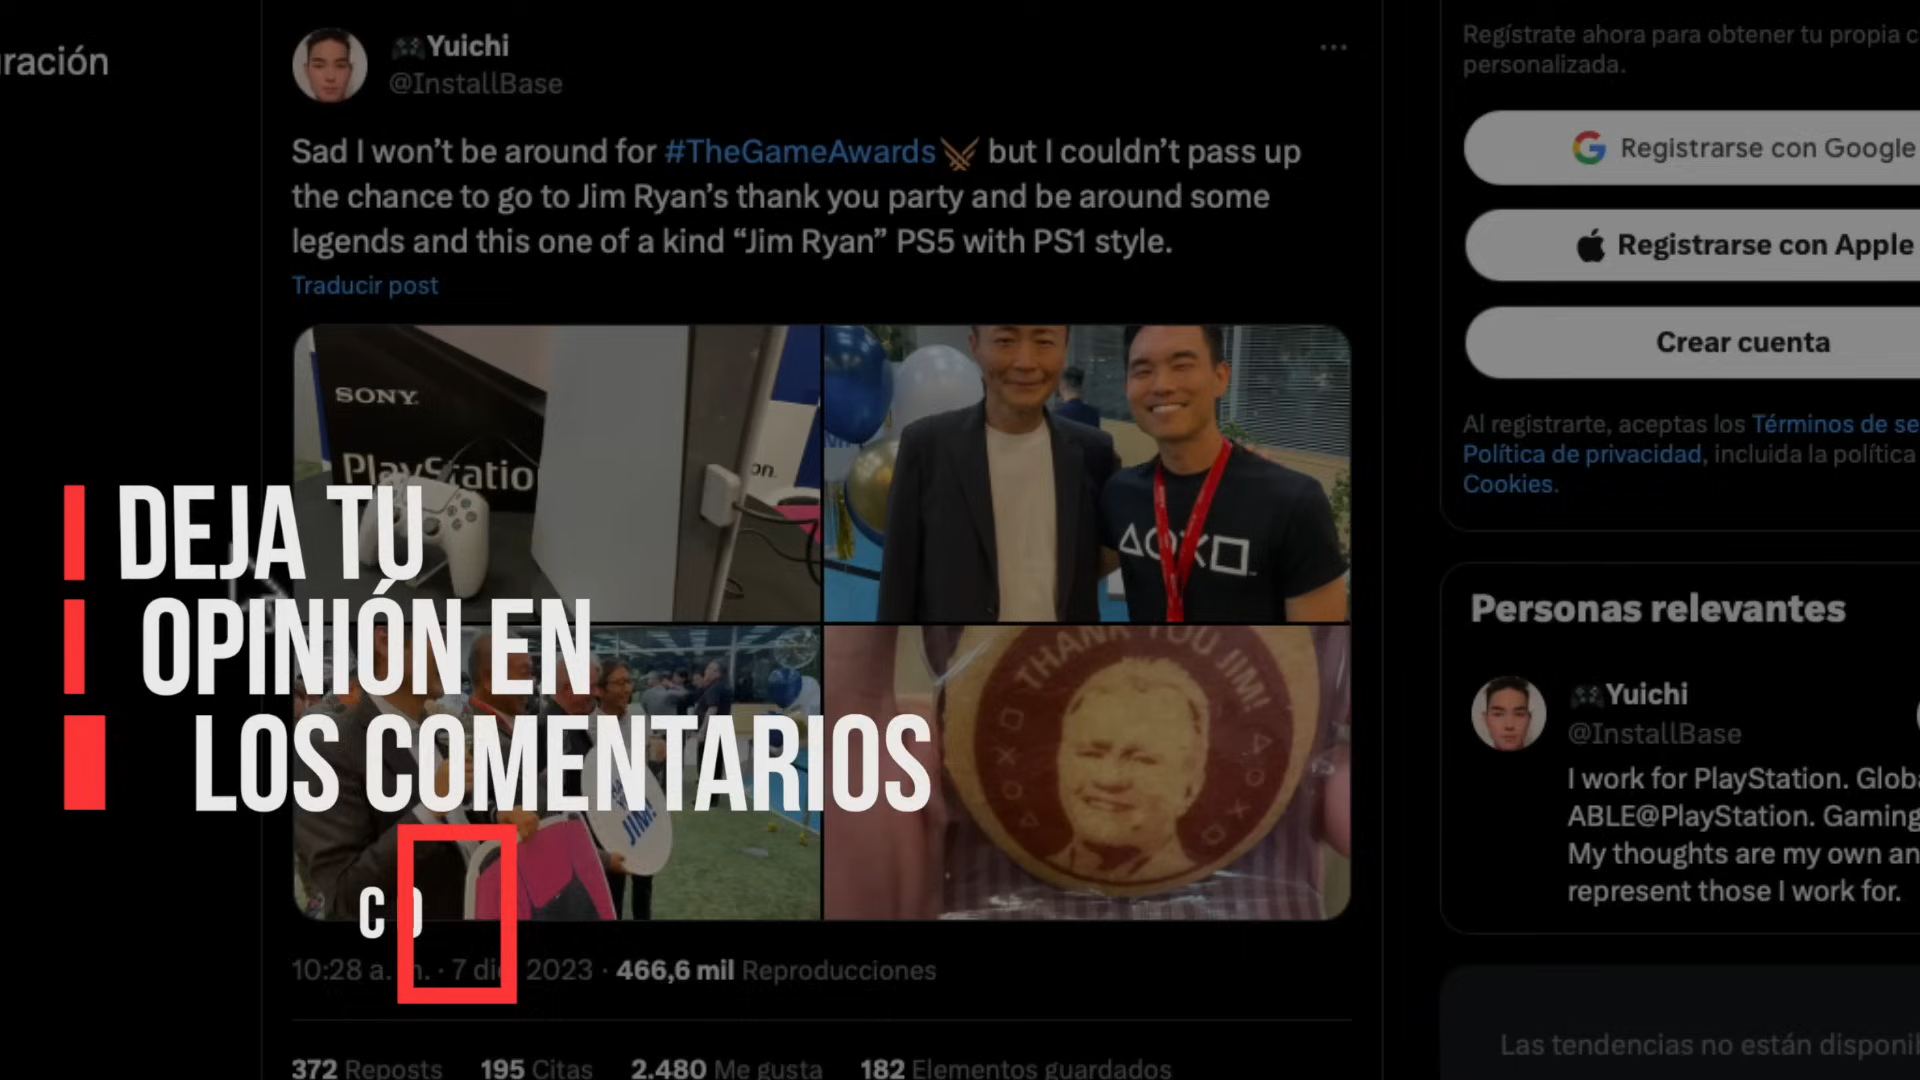 uración
Yuichi
@InstallBase
Sad I won’t be around for #TheGameAwards but I couldn’t pass up
the chance to go to Jim Ryan’s thank you party and be around some
legends and this one of a kind “Jim Ryan” PS5 with PS1 style.
Traducir post
SONY
PlayStation
on.
THANK YOU JIM!
JIM!
DEJA TU
OPINIÓN EN
LOS COMENTARIOS
C O
10:28 a. m. · 7 dic 2023 · 466,6 mil Reproducciones
372 Reposts 195 Citas 2.480 Me gusta 182 Elementos guardados
Regístrate ahora para obtener tu propia c
personalizada.
Registrarse con Google
Registrarse con Apple
Crear cuenta
Al registrarte, aceptas los Términos de se
Política de privacidad, incluida la política
Cookies.
Personas relevantes
Yuichi
@InstallBase
I work for PlayStation. Globa
ABLE@PlayStation. Gaming
My thoughts are my own an
represent those I work for.
Las tendencias no están disponib